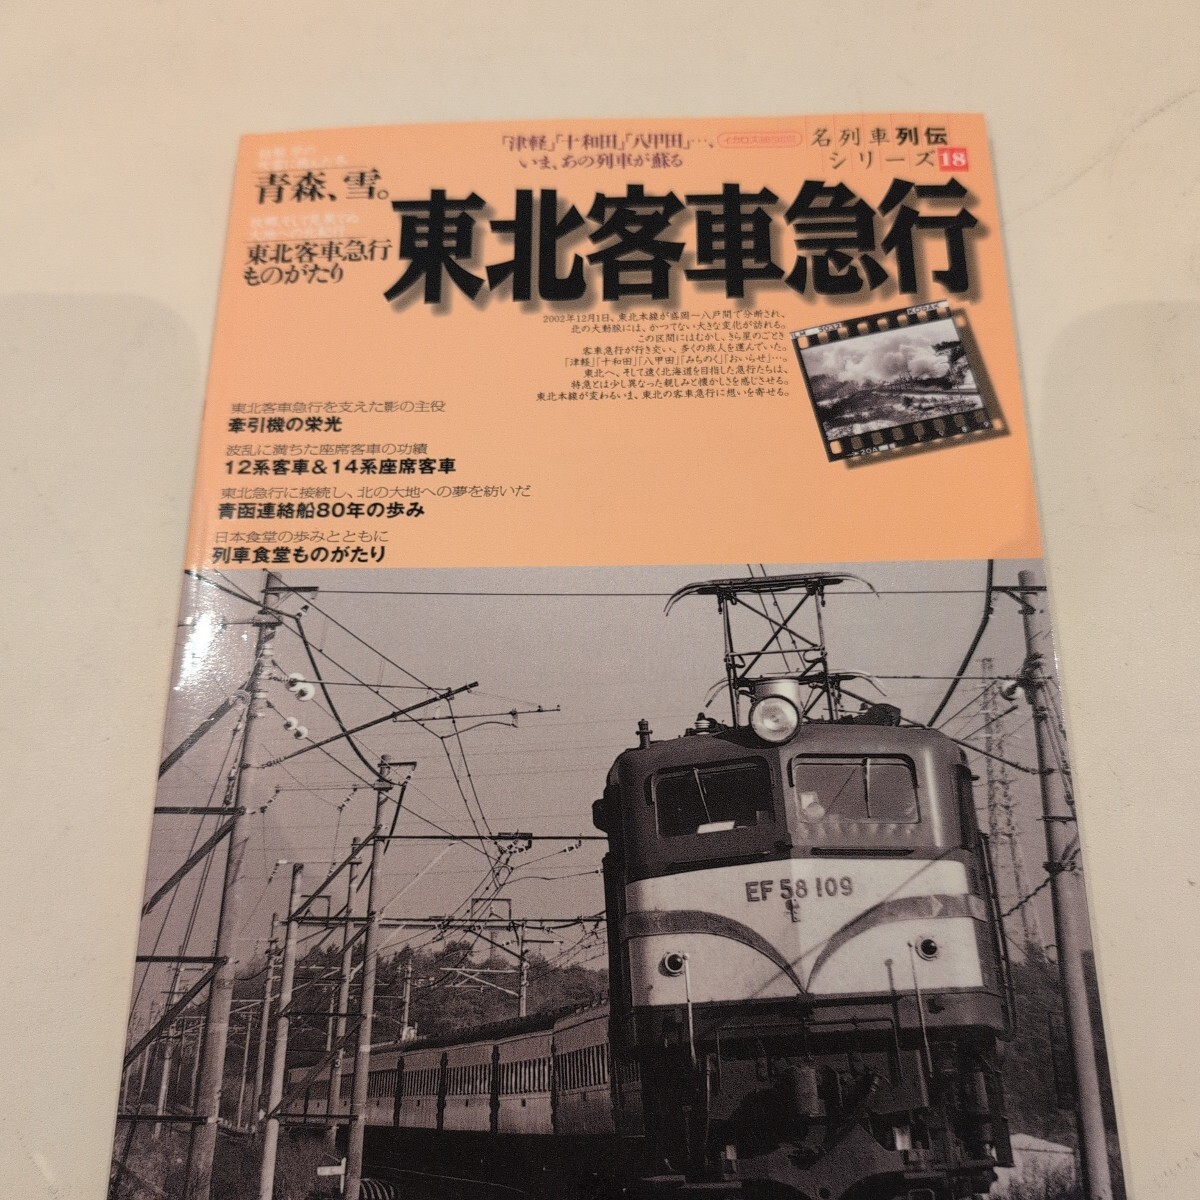 「津軽」「十和田」「八甲田」…、
いま、あの列車が蘇る
イカロスMOOK
名列車列伝
シリーズ18
青森、雪。
東北客車急行
ものがたり
東北客車急行
2002年12月1日、東北本線が盛岡〜八戸間で分断され、
北の大動脈には、かつてない大きな変化が訪れる。
この区間にはむかし、きら星のごとき
客車急行が行き交い、多くの旅人を運んでいた。
「津軽」「十和田」「八甲田」「みちのく」「おいらせ」…。
東北へ、そして遠く北海道を目指した急行たちは、
特急とは少し異なった親しみと懐かしさを感じさせる。
東北本線が変わるいま、東北の客車急行に想いを寄せる。
5032
KODAK
20A
東北客車急行を支えた影の主役
牽引機の栄光
波乱に満ちた座席客車の功績
12系客車＆14系座席客車
東北急行に接続し、北の大地への夢を紡いだ
青函連絡船80年の歩み
日本食堂の歩みとともに
列車食堂ものがたり
EF 58 109